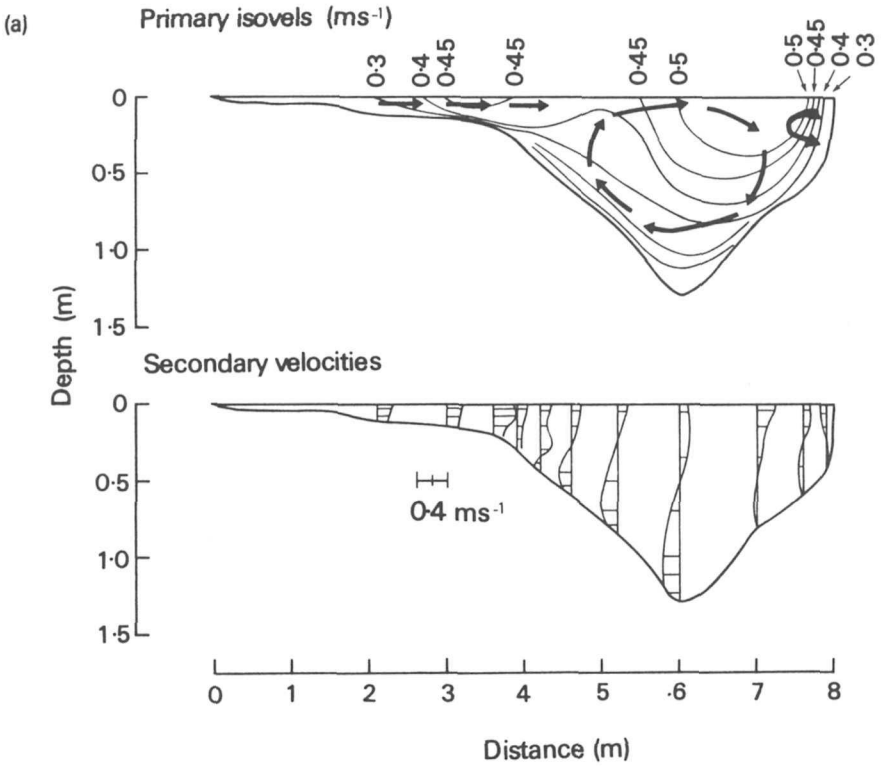 (a)
Primary isovels (ms⁻¹)
0·3
0·4
0·45
0·45
0·45
0·5
0·5
0·45
0·4
0·3
0
0·5
1·0
1·5
Depth (m)
Secondary velocities
0
0·5
1·0
1·5
0·4 ms⁻¹
0 1 2 3 4 5 ·6 7 8
Distance (m)